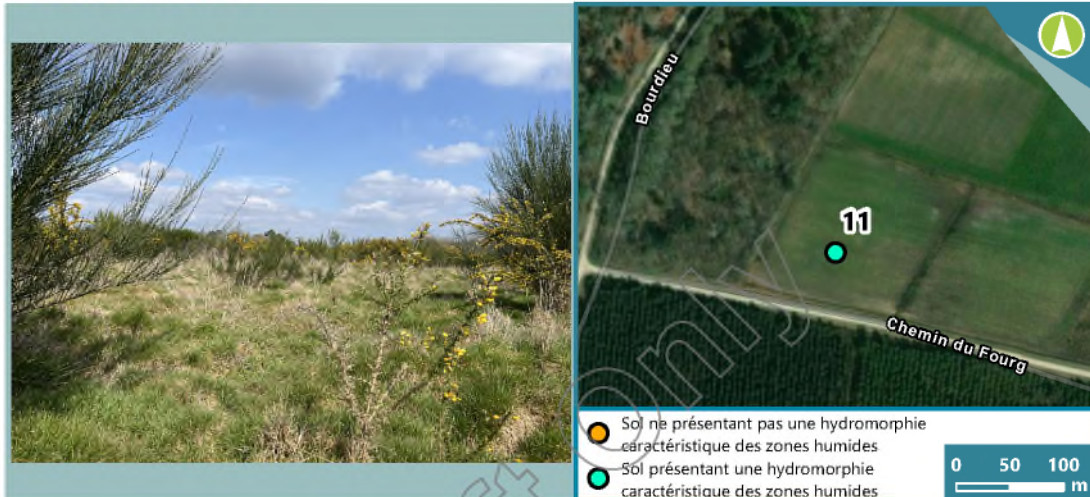 Bourdieu
11
Chemin du Fourg
Sol ne présentant pas une hydromorphie
caractéristique des zones humides
Sol présentant une hydromorphie
caractéristique des zones humides
0 50 100
m
only